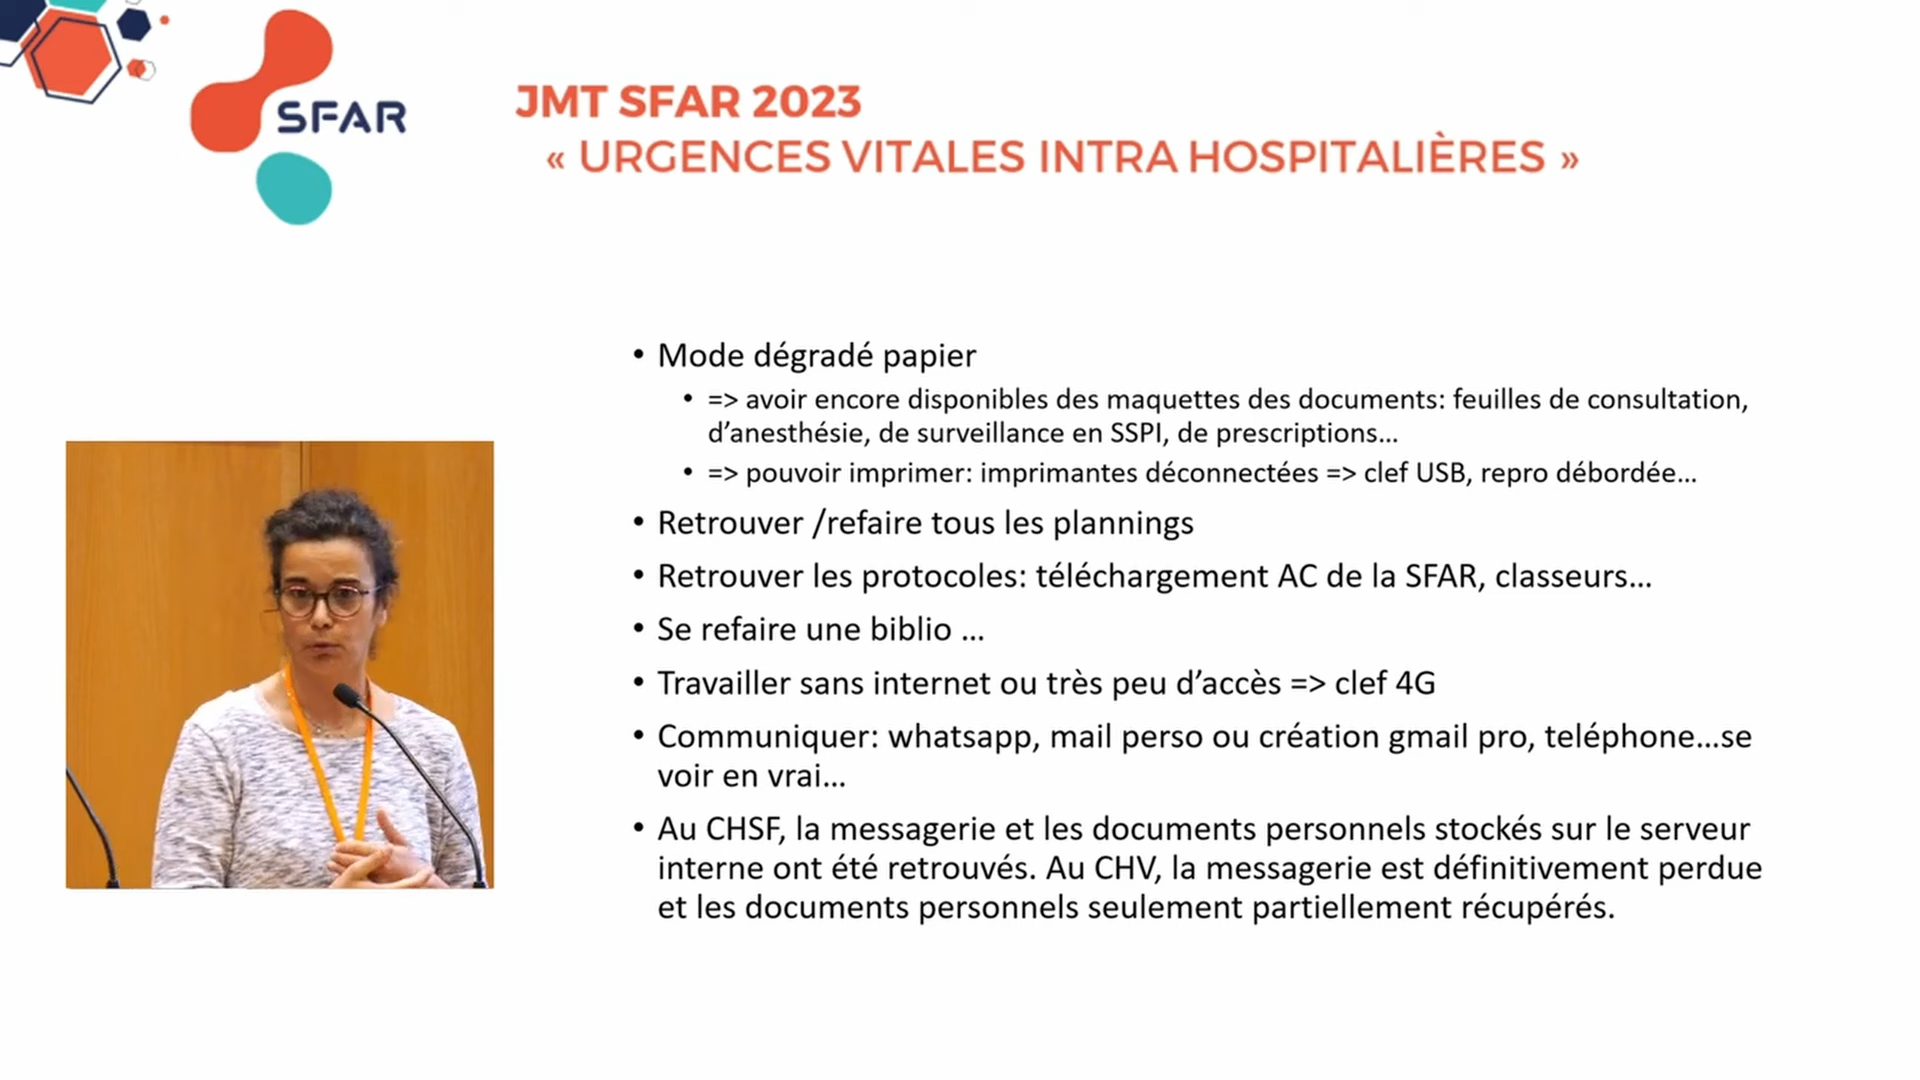 SFAR
JMT SFAR 2023
« URGENCES VITALES INTRA HOSPITALIÈRES »
• Mode dégradé papier
• => avoir encore disponibles des maquettes des documents: feuilles de consultation,
d’anesthésie, de surveillance en SSPI, de prescriptions…
• => pouvoir imprimer: imprimantes déconnectées => clef USB, repro débordée…
• Retrouver /refaire tous les plannings
• Retrouver les protocoles: téléchargement AC de la SFAR, classeurs…
• Se refaire une biblio …
• Travailler sans internet ou très peu d’accès => clef 4G
• Communiquer: whatsapp, mail perso ou création gmail pro, teléphone…se
voir en vrai…
• Au CHSF, la messagerie et les documents personnels stockés sur le serveur
interne ont été retrouvés. Au CHV, la messagerie est définitivement perdue
et les documents personnels seulement partiellement récupérés.